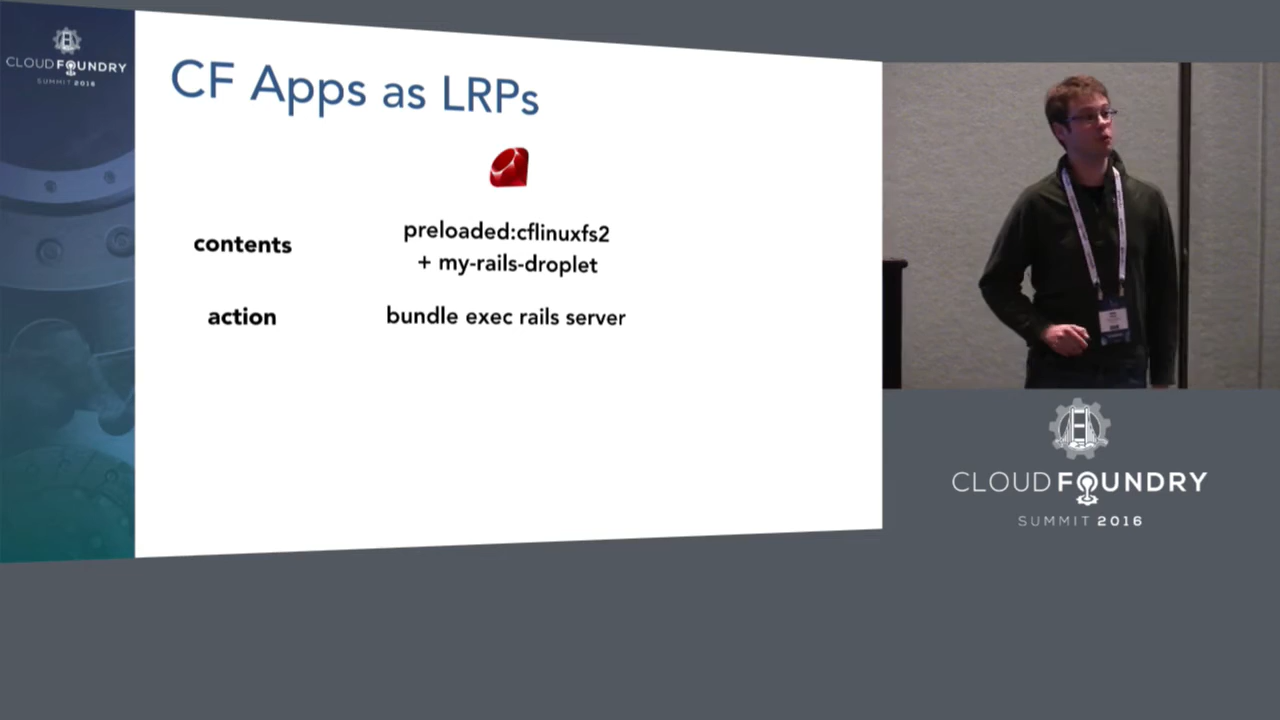 CLOUD FOUNDRY
SUMMIT 2016
CF Apps as LRPs
contents
preloaded:cflinuxfs2
+ my-rails-droplet
action
bundle exec rails server
CLOUD FOUNDRY
SUMMIT 2016